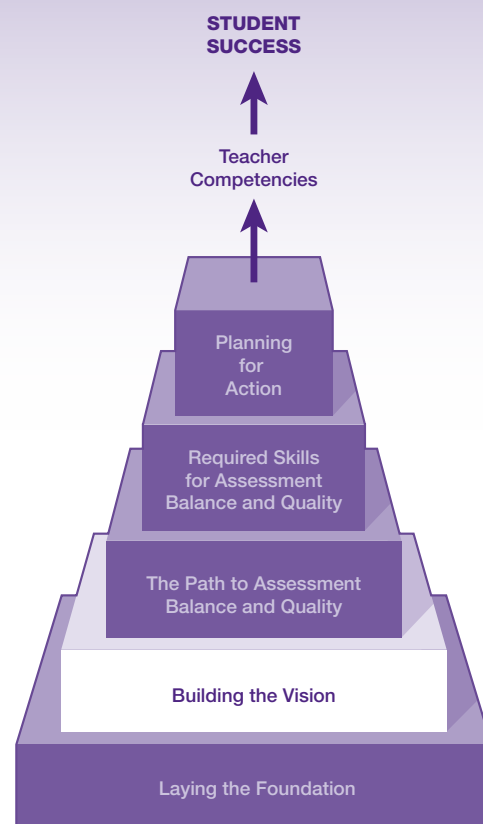 STUDENT
SUCCESS
Teacher
Competencies
Planning
for
Action
Required Skills
for Assessment
Balance and Quality
The Path to Assessment
Balance and Quality
Building the Vision
Laying the Foundation